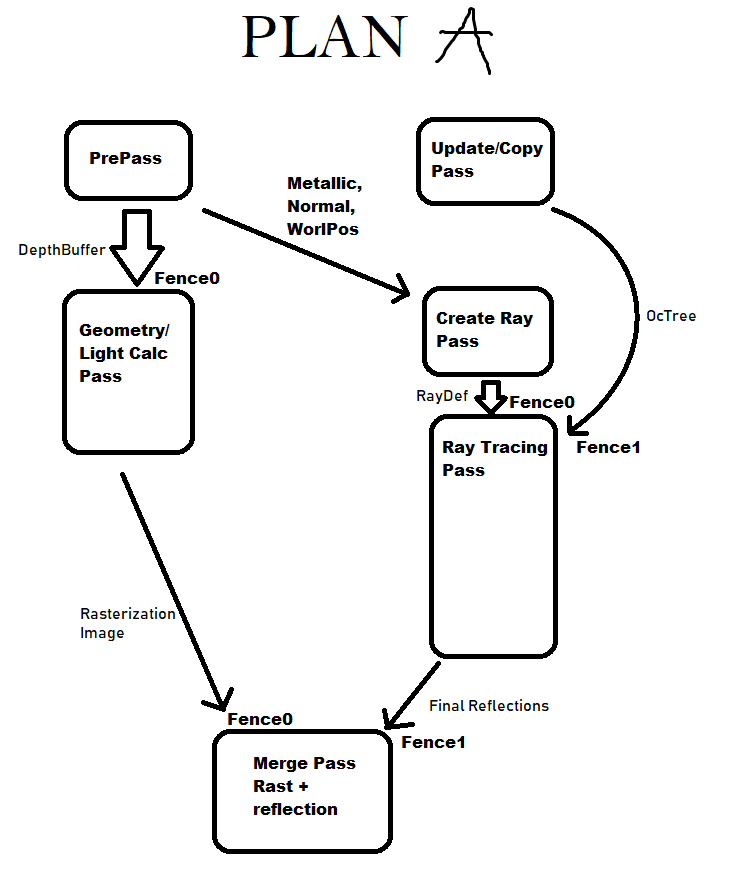 PLAN A
PrePass
Update/Copy
Pass
Metallic,
Normal,
WorlPos
DepthBuffer
Fence0
Geometry/
Light Calc
Pass
Create Ray
Pass
OcTree
RayDef
Fence0
Ray Tracing
Pass
Fence1
Rasterization
Image
Final Reflections
Fence0
Fence1
Merge Pass
Rast +
reflection